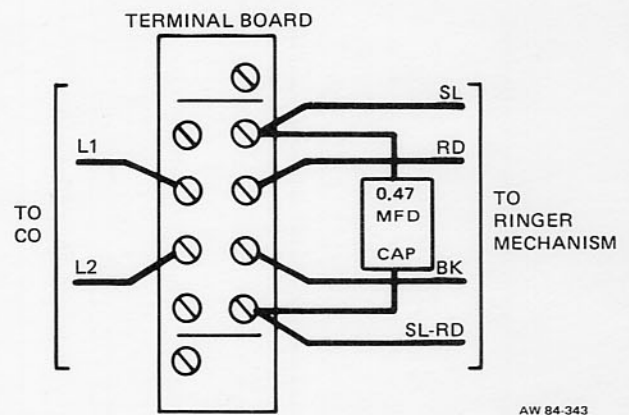 TERMINAL BOARD
SL
L1
RD
0.47
MFD
CAP
TO
CO
TO
RINGER
MECHANISM
L2
BK
SL-RD
AW 84-343